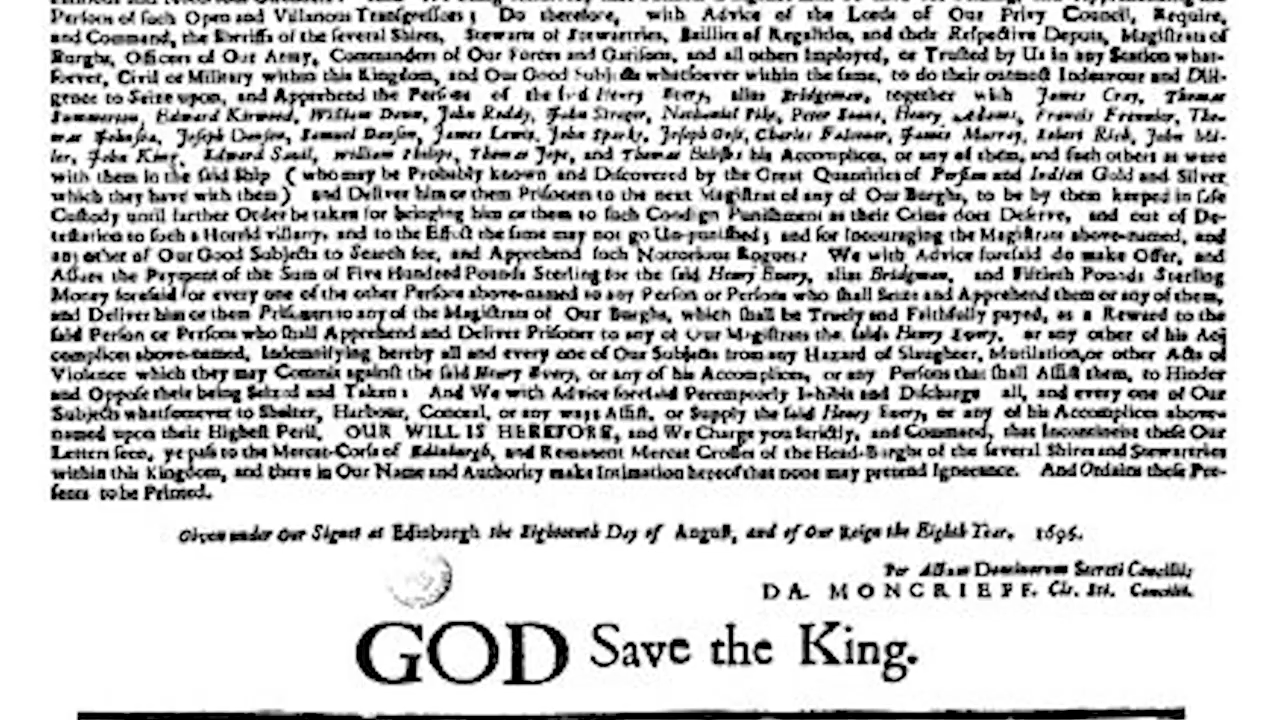 Persons of such Open and Villanous Transgressions; Do therefore, with Advice of the Lords of Our Privy Council, Require,
and Command, the Sherriffs of the several Shires, Stewarts of Stewartries, Baillies of Regalities, and their Respective Deputs, Magistrats of
Burghs, Officers of Our Army, Commanders of Our Forces and Garisons, and all others Imployed, or Trusted by Us in any Station what-
soever, Civil or Military within this Kingdom, and Our Good Subjects whatsoever within the same, to do their outmost Indeavour and Dili-
gence to Seize upon, and Apprehend the Persons of the said Henry Every, alias Bridgeman, together with James Cray, Thomas
Summerton, Edward Kirwood, William Down, John Reddy, John Stroger, Nathaniel Pike, Peter Soans, Henry Adams, Francis Frennier, Tho-
mas Johnson, Joseph Dawson, Samuel Dawson, James Lewis, John Sparks, Joseph Goss, Charles Falconer, James Murray, Robert Rich, John Mil-
ler, John King, Edward Savil, William Philips, Thomas Jope, and Thomas his Accomplices, or any of them, and such others as were
with them in the said Ship ( who may be Probably known and Discovered by the Great Quantities of Persian and Indian Gold and Silver
which they have with them ) and Deliver him or them Prisoners to the next Magistrat of any of Our Burghs, to be by them keeped in safe
Custody until farther Order be taken for bringing him or them to such Condign Punishment as their Crime does Deserve, and out of De-
testation to such a Horrid villany, and to the Effect the same may not go Un-punished; and for Incouraging the Magistrats above-named, and
any other of Our Good Subjects to Search for, and Apprehend such Notorious Rogues: We with Advice foresaid do make Offer, and
Assure the Payment of the Sum of Five Hundred Pounds Sterling for the said Henry Every, alias Bridgeman, and Fiftieth Pounds Sterling
Money foresaid for every one of the other Persons above-named to any Person or Persons who shall Seize and Apprehend them or any of them,
and Deliver him or them Prisoners to any of the Magistrats of Our Burghs, which shall be Truely and Faithfully payed, as a Reward to the
said Person or Persons who shall Apprehend and Deliver Prisoner to any of Our Magistrats the saids Henry Every, or any other of his Ac-
complices above-named, Indemnifying hereby all and every one of Our Subjects from any Hazard of Slaughter, Mutilation, or other Acts of
Violence which they may Commit against the said Henry Every, or any of his Accomplices, or any Persons that shall Assist them, to Hinder
and Oppose their being Seized and Taken: And We with Advice foresaid Peremptorly Inhibit and Discharge all, and every one of Our
Subjects whatsomever to Shelter, Harbour, Conceal, or any ways Assist, or Supply the said Henry Every, or any of his Accomplices above-
named upon their Highest Peril, OUR WILL IS HEREFORE, and We Charge you strictly, and Command, that Incontinent these Our
Letters seen, ye pass to the Mercat-Cross of Edinburgh, and Remanent Mercat Crosses of the Head-Burghs of the several Shires and Stewartries
within this Kingdom, and there in Our Name and Authority make Intimation hereof that none may pretend Ignorance. And Ordains these Pre-
sents to be Printed.
Given under Our Signet at Edinburgh the Eighteenth Day of August, and of Our Reign the Eighth Year, 1696.
Per Actum Dominorum Secreti Concilii;
DA. MONCRIEFF. Cls. Sti. Concilii.
GOD Save the King.